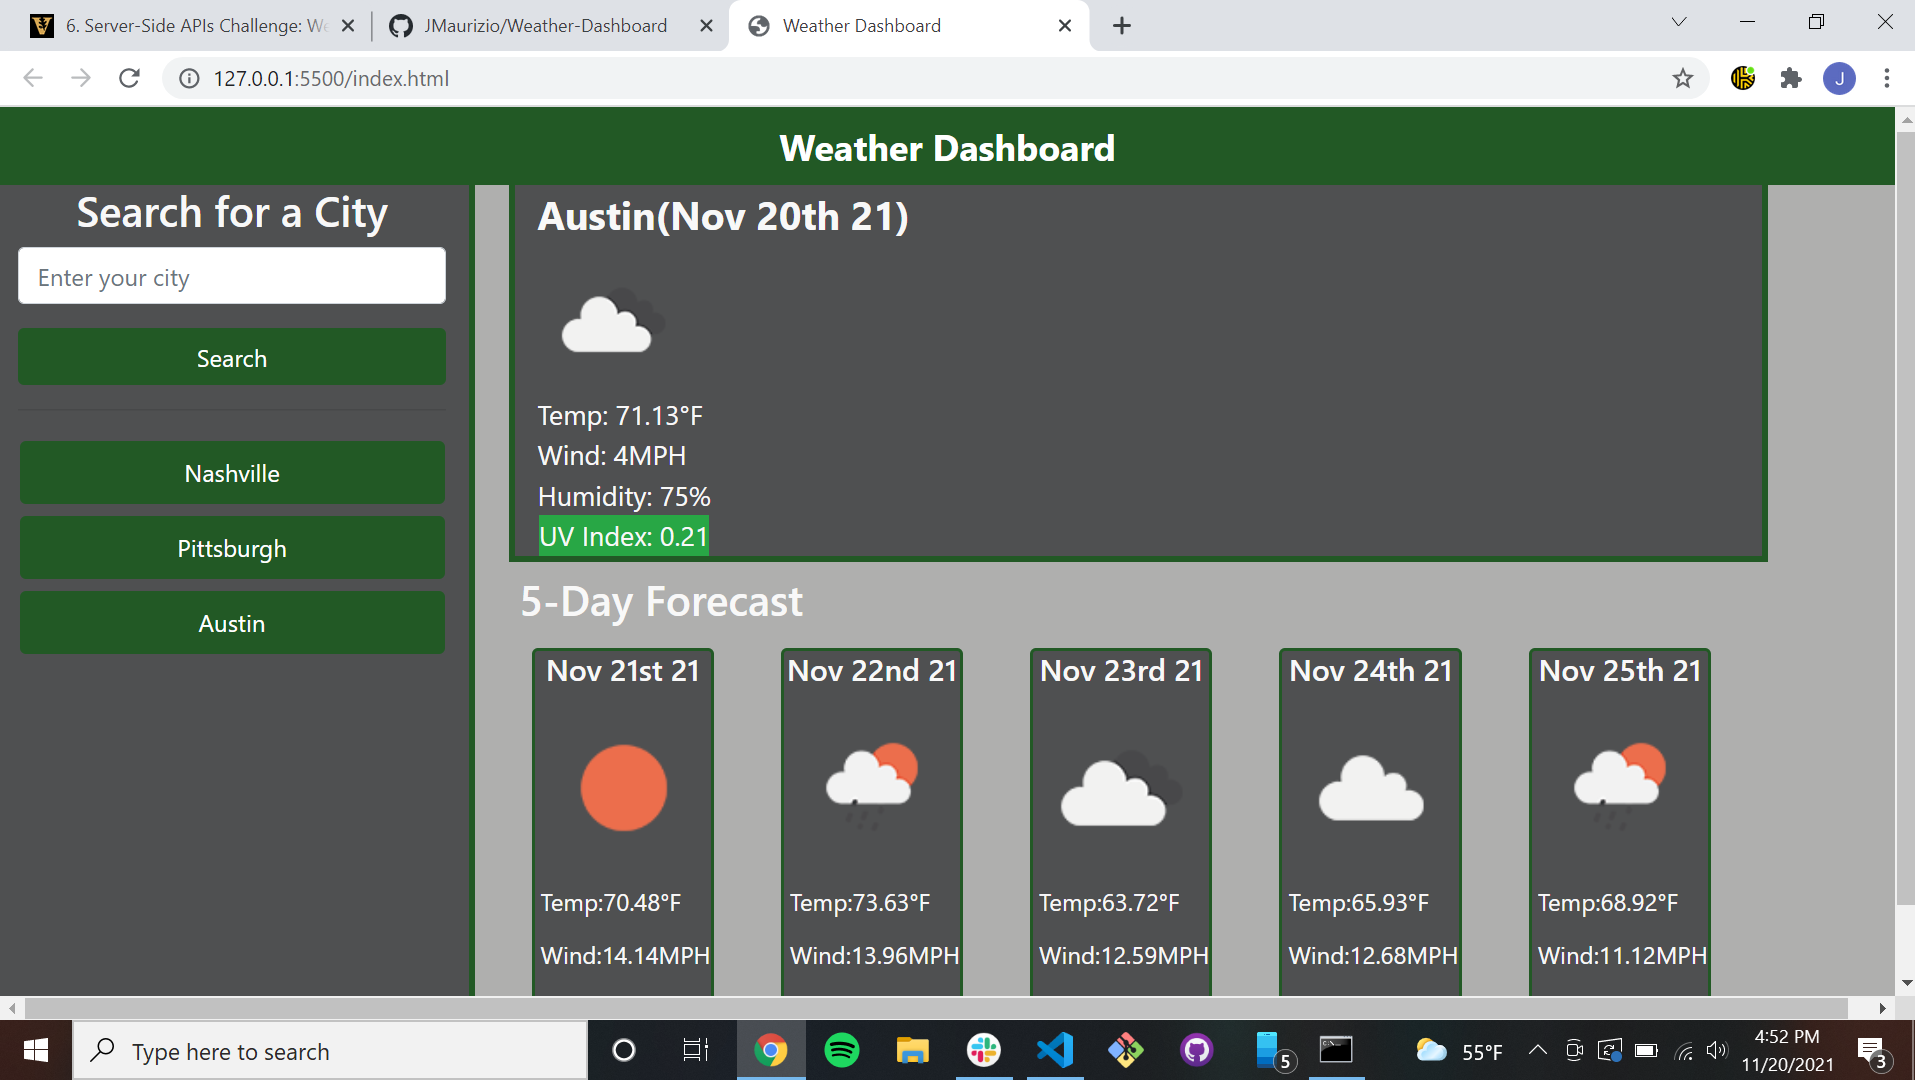 6. Server-Side APIs Challenge: We
JMaurizio/Weather-Dashboard
Weather Dashboard
127.0.0.1:5500/index.html
J
Weather Dashboard
Search for a City
Enter your city
Search
Nashville
Pittsburgh
Austin
Austin(Nov 20th 21)
Temp: 71.13°F
Wind: 4MPH
Humidity: 75%
UV Index: 0.21
5-Day Forecast
Nov 21st 21
Temp:70.48°F
Wind:14.14MPH
Nov 22nd 21
Temp:73.63°F
Wind:13.96MPH
Nov 23rd 21
Temp:63.72°F
Wind:12.59MPH
Nov 24th 21
Temp:65.93°F
Wind:12.68MPH
Nov 25th 21
Temp:68.92°F
Wind:11.12MPH
Type here to search
5
55°F
4:52 PM
11/20/2021
3